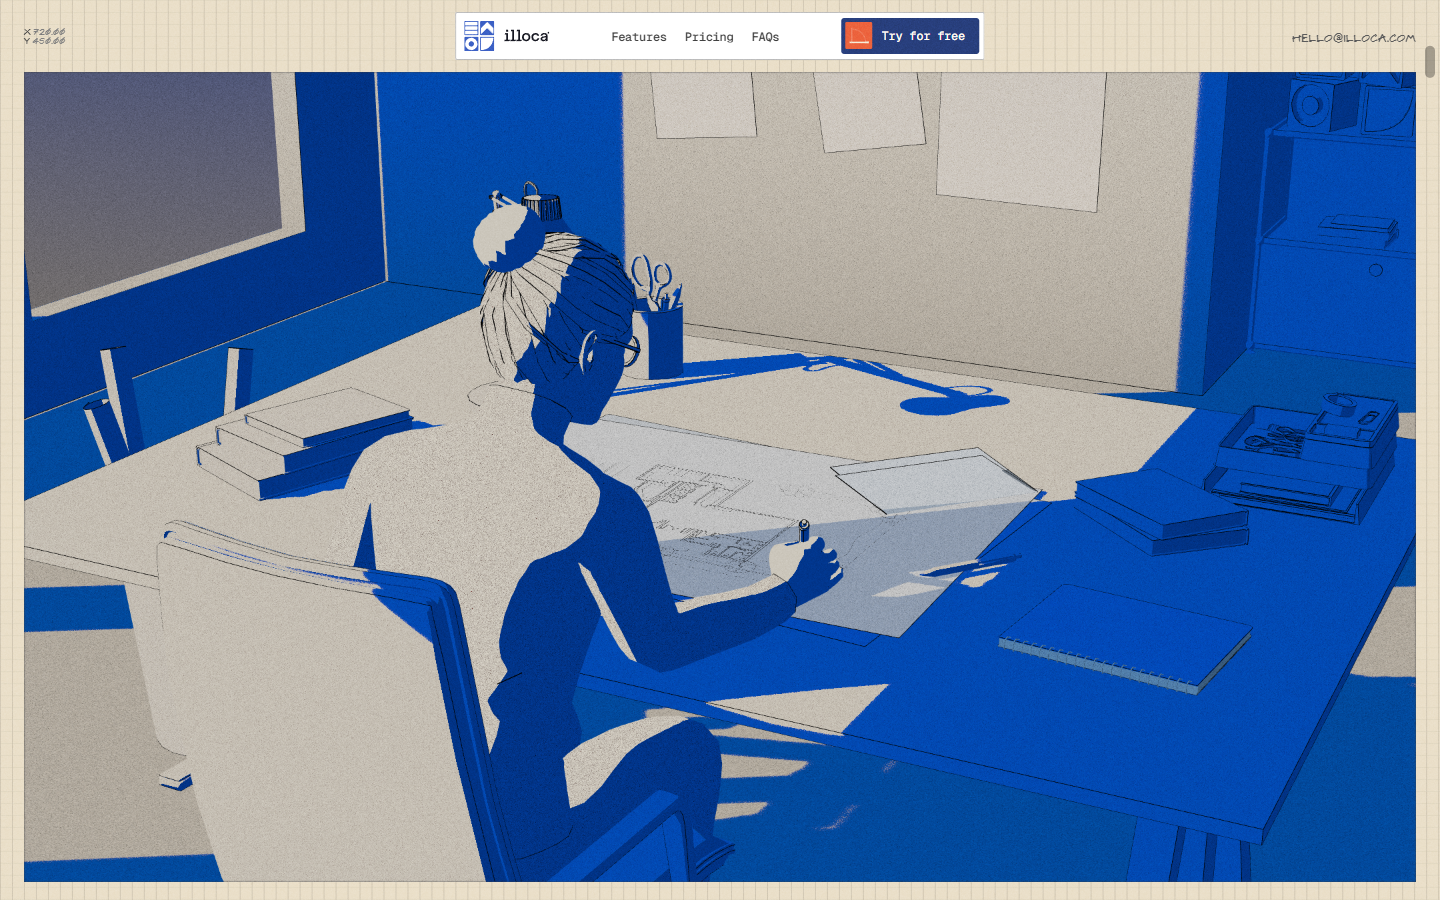 X 720.00
Y 450.00
illoca
Features
Pricing
FAQs
Try for free
HELLO@ILLOCA.COM